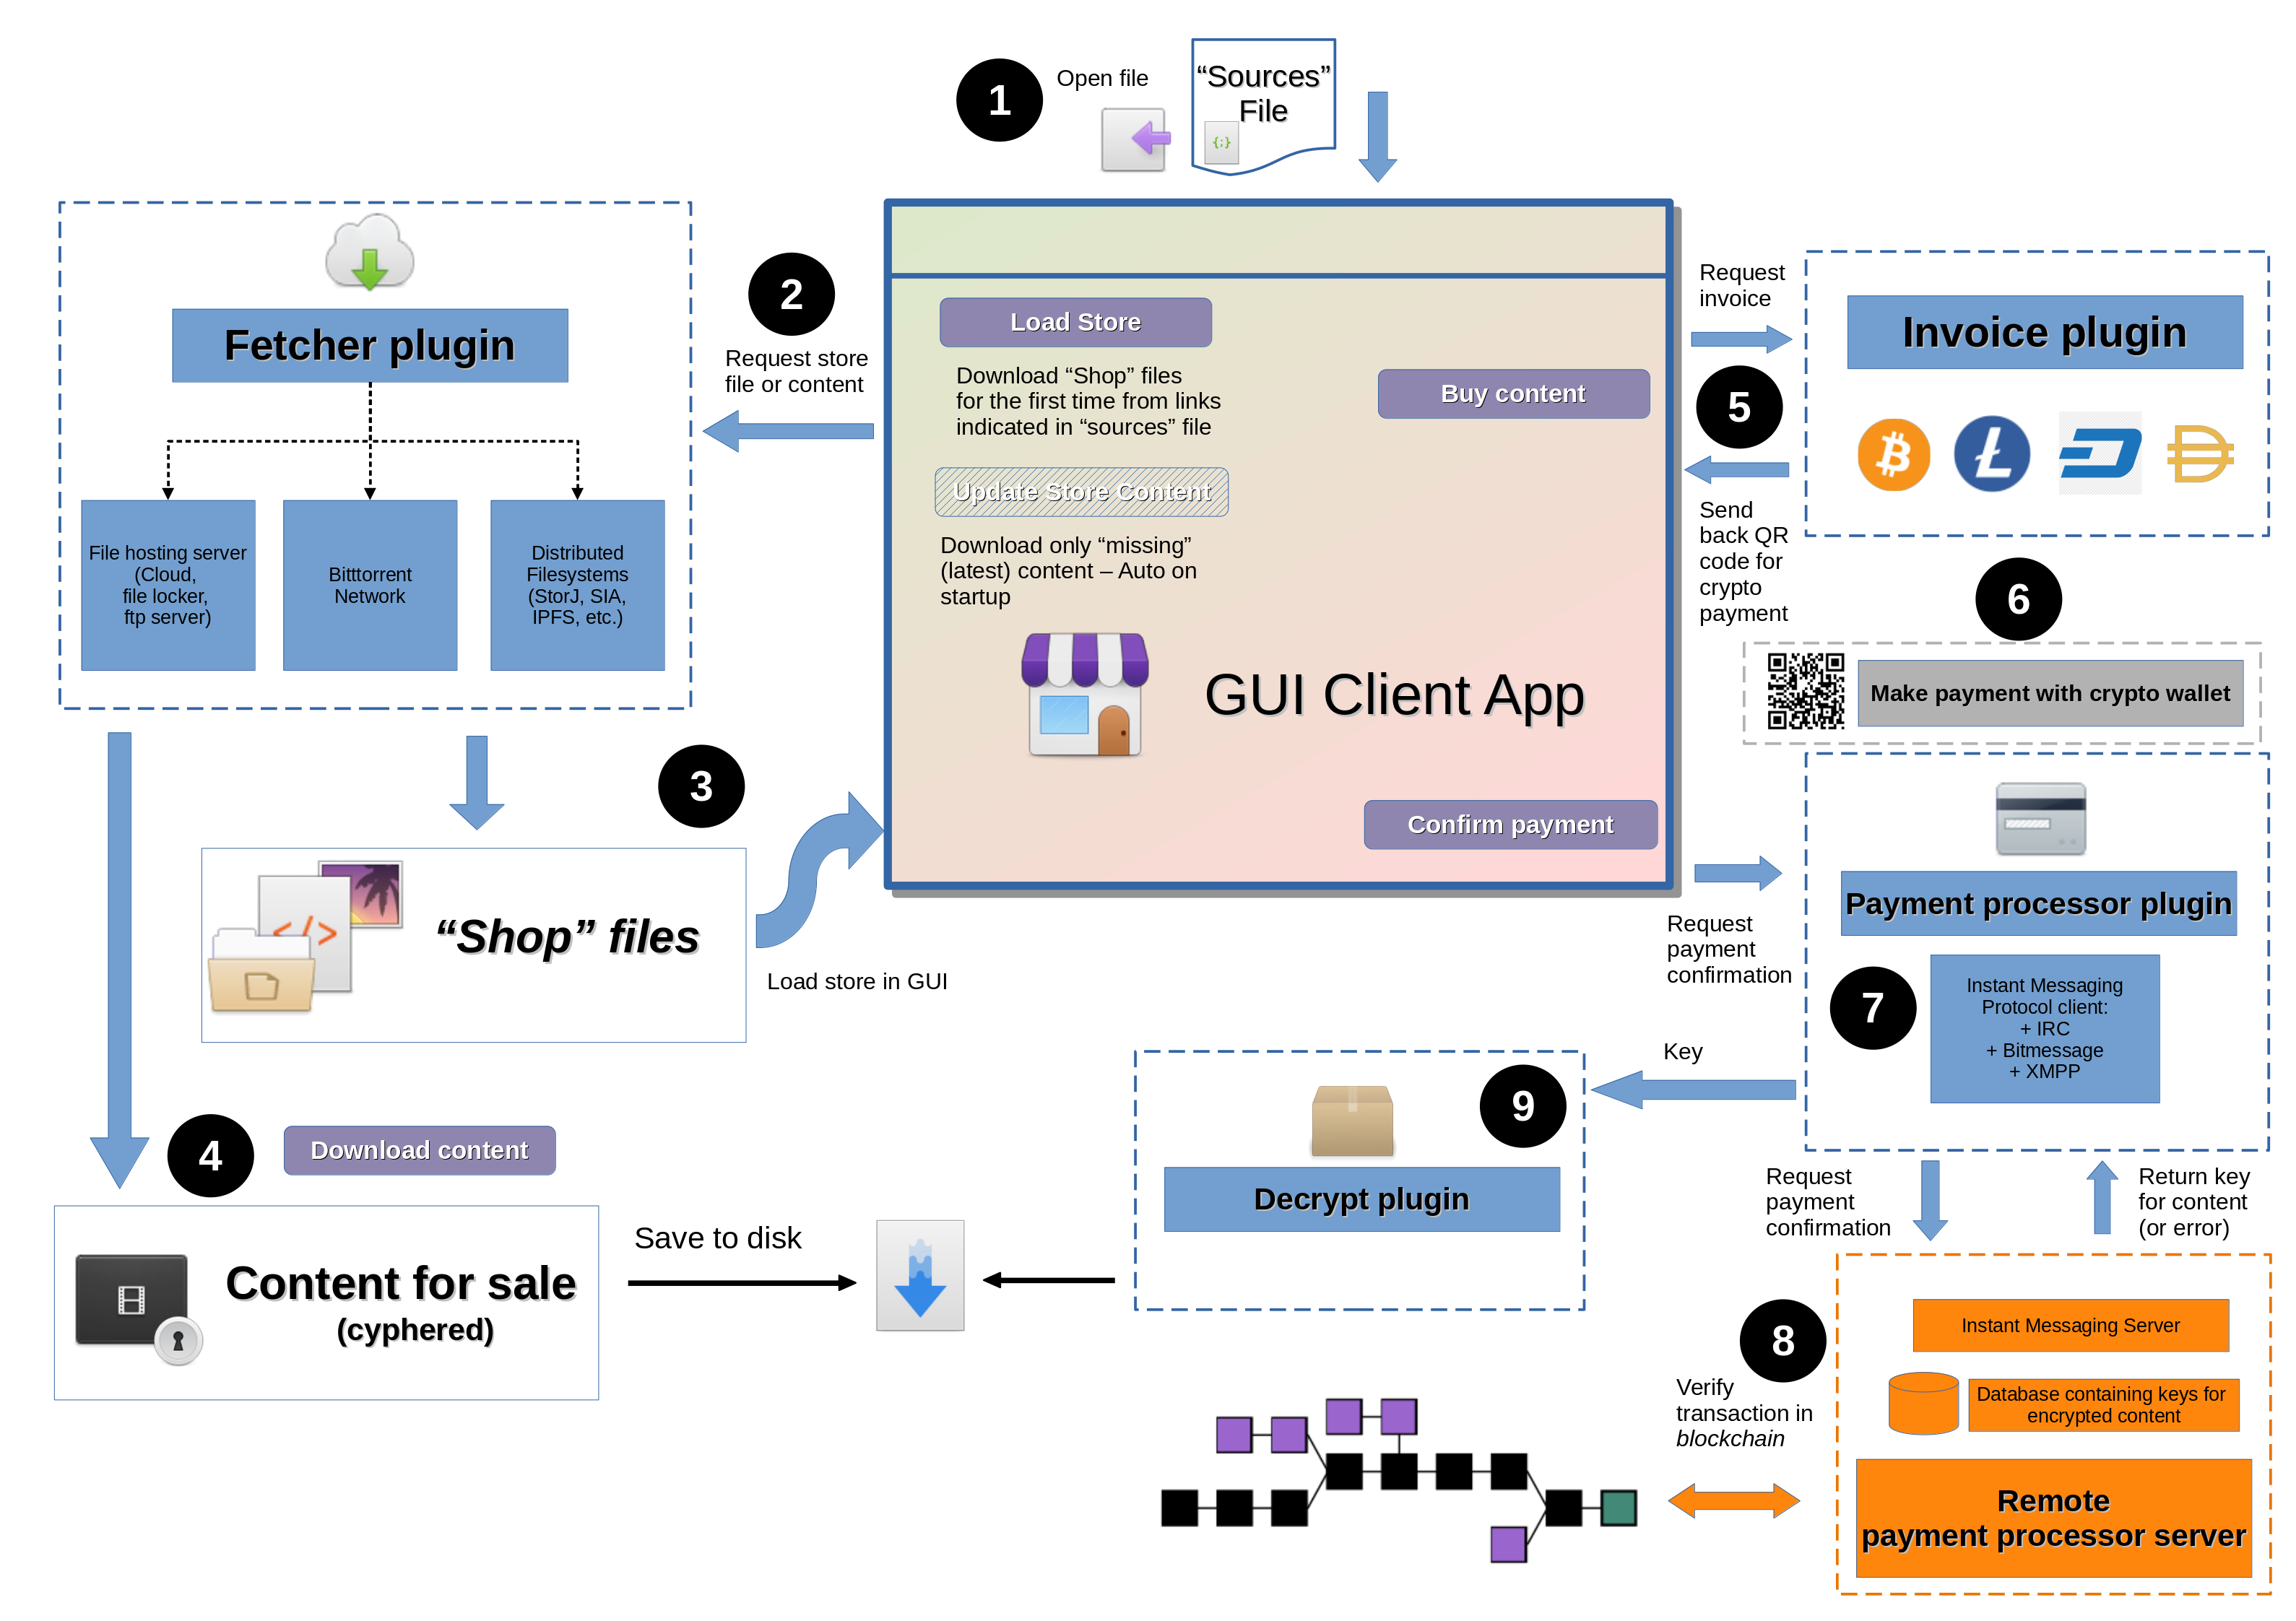 1
Open file
“Sources”
File
{;}
2
Request store
file or content
Fetcher plugin
File hosting server
(Cloud,
file locker,
ftp server)
Bitttorrent
Network
Distributed
Filesystems
(StorJ, SIA,
IPFS, etc.)
Load Store
Download “Shop” files
for the first time from links
indicated in “sources” file
Update Store Content
Download only “missing”
(latest) content – Auto on
startup
Buy content
GUI Client App
Confirm payment
Request
invoice
5
Send
back QR
code for
crypto
payment
Invoice plugin
6
Make payment with crypto wallet
3
“Shop” files
</>
Load store in GUI
4
Download content
Content for sale
(cyphered)
Save to disk
Request
payment
confirmation
Payment processor plugin
7
Instant Messaging
Protocol client:
+ IRC
+ Bitmessage
+ XMPP
Key
9
Decrypt plugin
Request
payment
confirmation
Return key
for content
(or error)
8
Verify
transaction in
blockchain
Instant Messaging Server
Database containing keys for
encrypted content
Remote
payment processor server